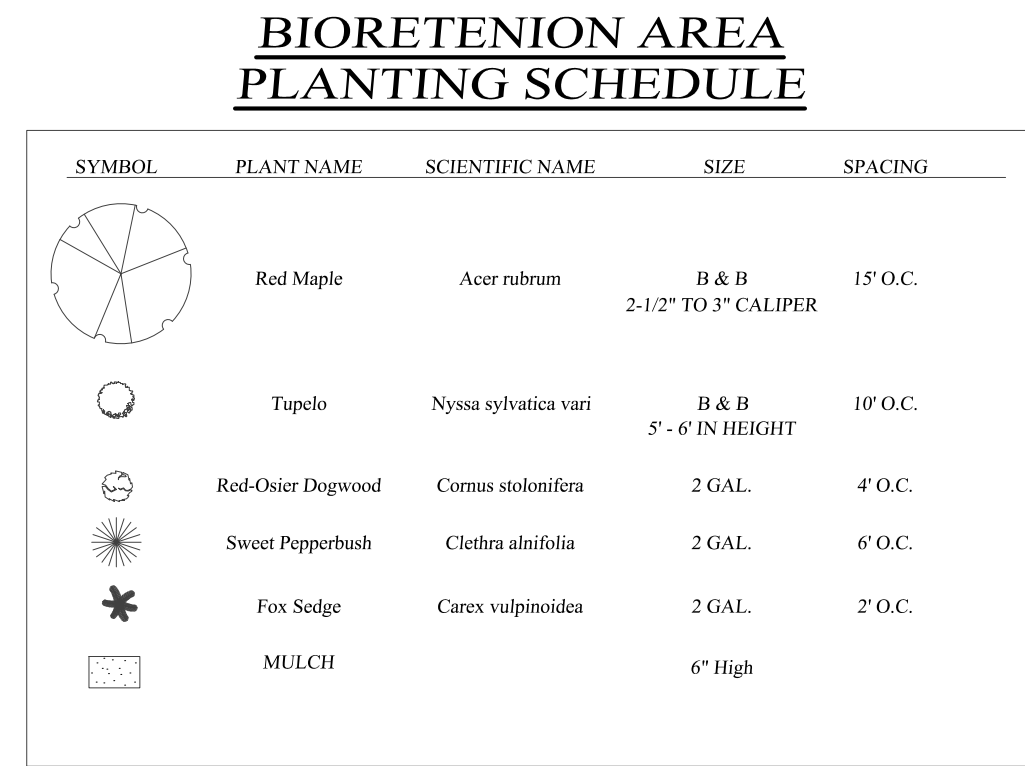 BIORETENION AREA
PLANTING SCHEDULE
SYMBOL PLANT NAME SCIENTIFIC NAME SIZE SPACING
Red Maple Acer rubrum B & B 15' O.C.
2-1/2" TO 3" CALIPER
Tupelo Nyssa sylvatica vari B & B 10' O.C.
5' - 6' IN HEIGHT
Red-Osier Dogwood Cornus stolonifera 2 GAL. 4' O.C.
Sweet Pepperbush Clethra alnifolia 2 GAL. 6' O.C.
Fox Sedge Carex vulpinoidea 2 GAL. 2' O.C.
MULCH 6" High